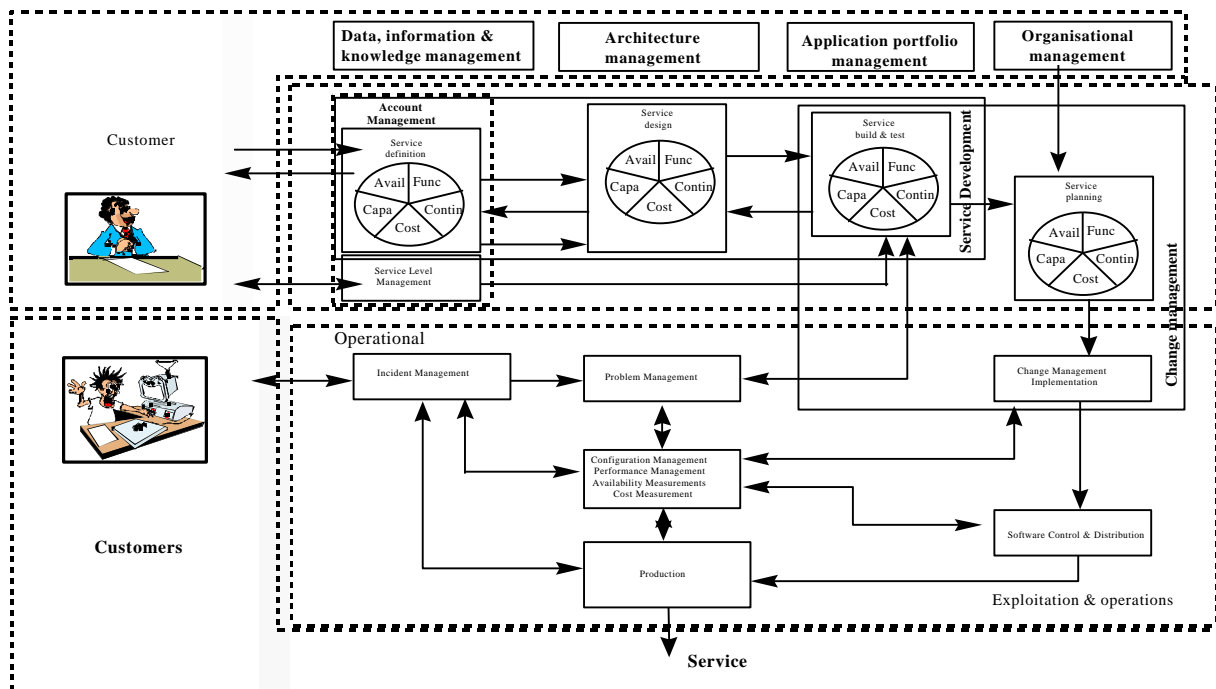 Data, information &
knowledge management
Architecture
management
Application portfolio
management
Organisational
management
Customer
Account
Management
Service
definition
Avail
Func
Capa
Contin
Cost
Service Level
Management
Service
design
Avail
Func
Capa
Contin
Cost
Service
build & test
Avail
Func
Capa
Contin
Cost
Service Development
Service
planning
Avail
Func
Capa
Contin
Cost
Change management
Operational
Incident Management
Problem Management
Change Management
Implementation
Configuration Management
Performance Management
Availability Measurements
Cost Measurement
Software Control & Distribution
Customers
Production
Exploitation & operations
Service